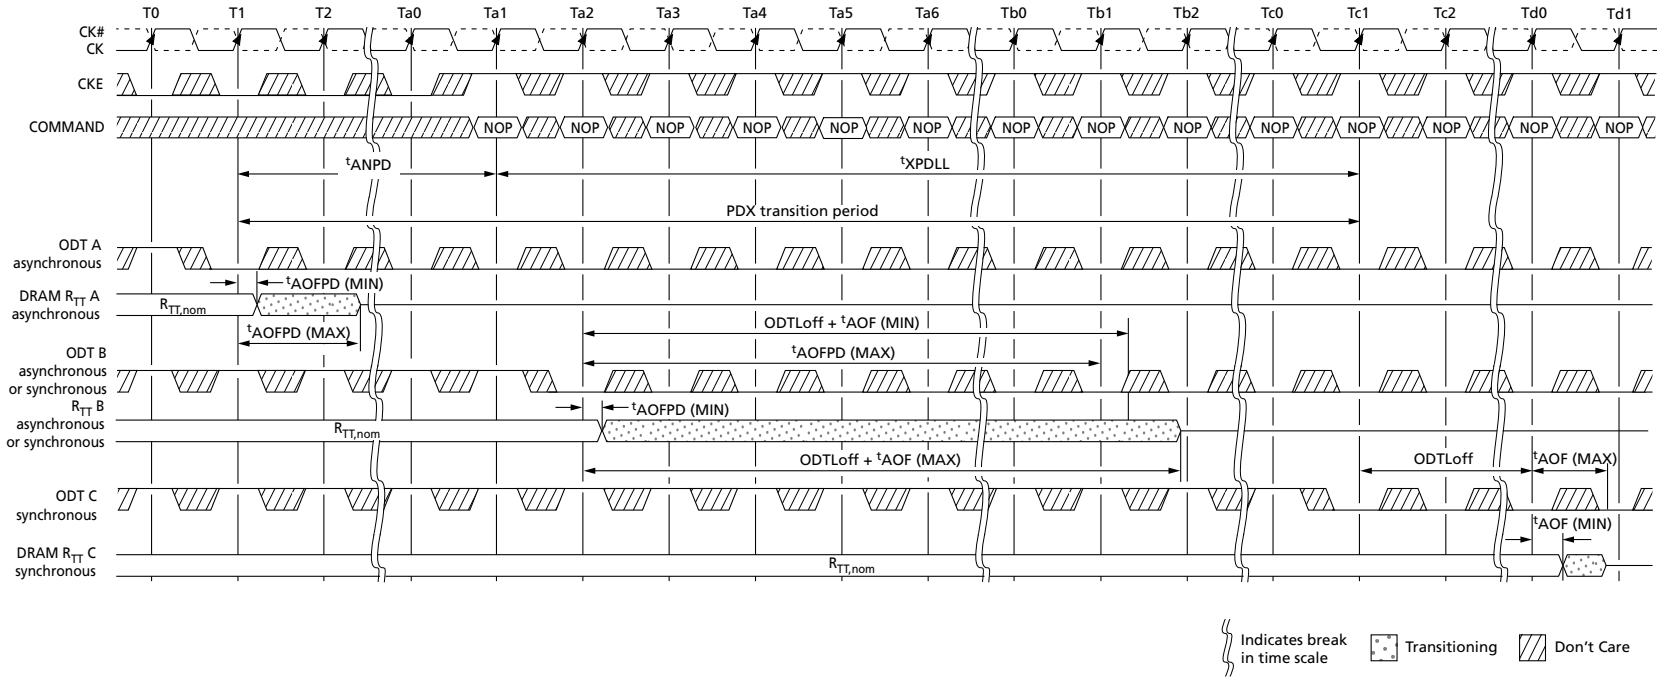 T0 T1 T2 Ta0 Ta1 Ta2 Ta3 Ta4 Ta5 Ta6 Tb0 Tb1 Tb2 Tc0 Tc1 Tc2 Td0 Td1
CK#
CK
CKE
COMMAND NOP NOP NOP NOP NOP NOP NOP NOP NOP NOP NOP NOP NOP NOP
tANPD tXPDLL
PDX transition period
ODT A
asynchronous
tAOFPD (MIN)
DRAM RTT A
asynchronous
RTT,nom
tAOFPD (MAX)
ODTLoff + tAOF (MIN)
tAOFPD (MAX)
ODT B
asynchronous
or synchronous
tAOFPD (MIN)
RTT B
asynchronous
or synchronous
RTT,nom
ODTLoff + tAOF (MAX)
ODTLoff tAOF (MAX)
ODT C
synchronous
tAOF (MIN)
DRAM RTT C
synchronous
RTT,nom
Indicates break
in time scale
Transitioning
Don't Care